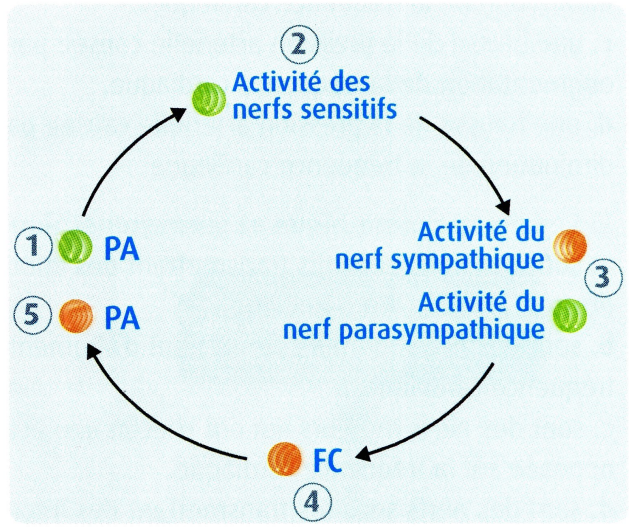 2
Activité des
nerfs sensitifs
1 PA
Activité du
nerf sympathique
3
5 PA
Activité du
nerf parasympathique
FC
4